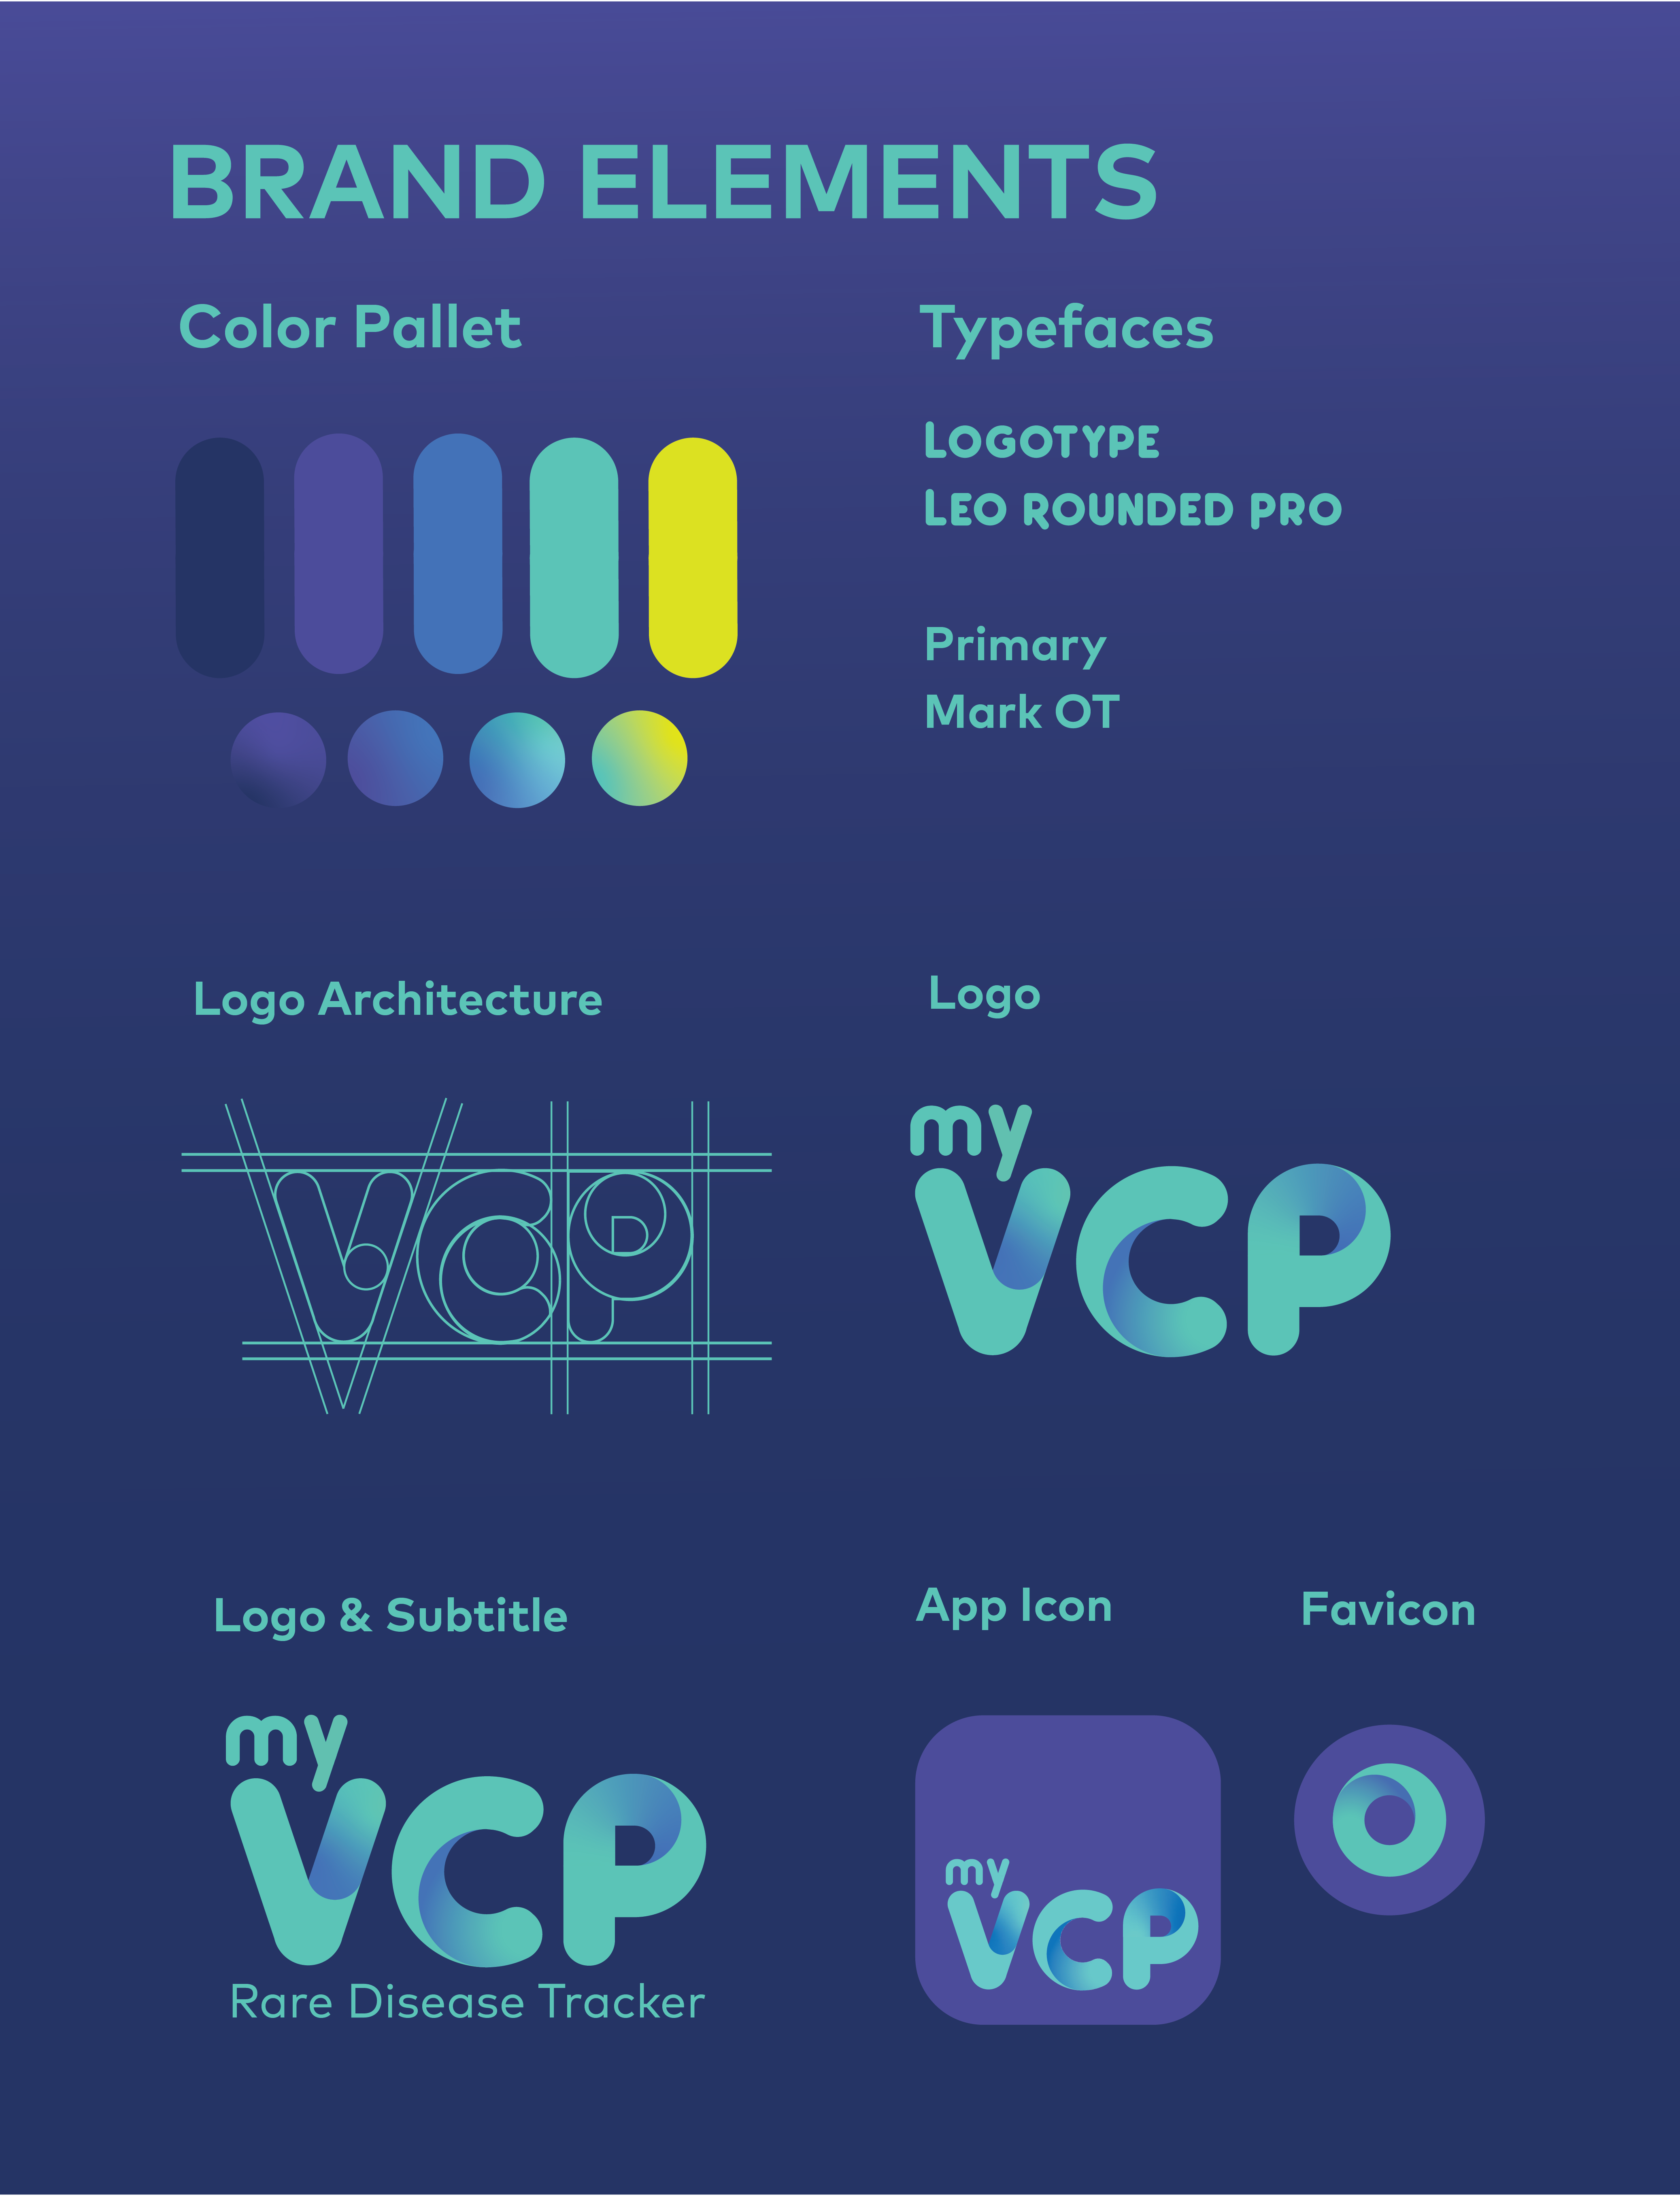 BRAND ELEMENTS
Color Pallet
Typefaces
LOGOTYPE
LEO ROUNDED PRO
Primary
Mark OT
Logo Architecture
Logo
VCP
my
VCP
Logo & Subtitle
App Icon
Favicon
my
VCP
Rare Disease Tracker
my
VCP